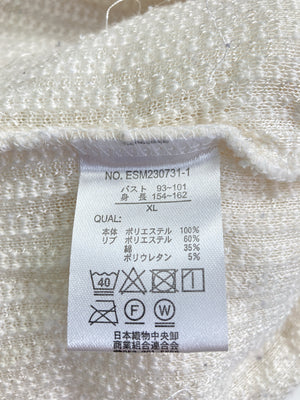 NO. ESM230731-1
バスト 93~101
身 長 154~162
XL
QUAL:
本体 ポリエステル 100%
リブ ポリエステル 60%
綿 35%
ポリウレタン 5%
40
F W
日本織物中央卸
商業組合連合会